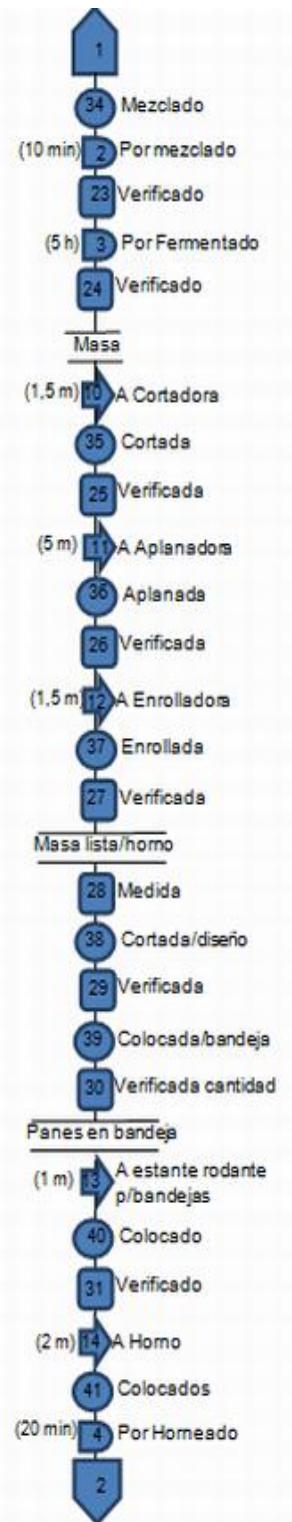 1
34 Mezclado
(10 min) 2 Por mezclado
23 Verificado
(5 h) 3 Por Fermentado
24 Verificado
Masa
(1,5 m) 10 A Cortadora
35 Cortada
25 Verificada
(5 m) 11 A Aplanadora
36 Aplanada
26 Verificada
(1,5 m) 12 A Enrolladora
37 Enrollada
27 Verificada
Masa lista/horno
28 Medida
38 Cortada/diseño
29 Verificada
39 Colocada/bandeja
30 Verificada cantidad
Panes en bandeja
(1 m) 13 A estante rodante
p/bandejas
40 Colocado
31 Verificado
(2 m) 14 A Horno
41 Colocados
(20 min) 4 Por Horneado
2